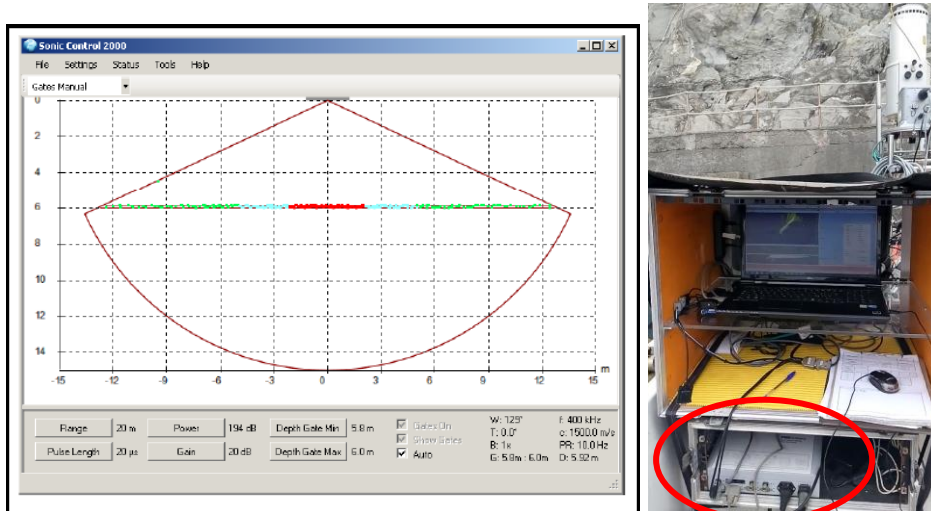 Sonic Control 2000
File Settings Status Tools Help
Gates Manual
0
2
4
6
8
10
12
14
-15 -12 -9 -6 -3 0 3 6 9 12 15 m
Range 20 m Power 194 dB Depth Gate Min 5.8 m Gates On W: 129° f: 400 kHz
Show Gates T: 0.0° c: 1500.0 m/s
Pulse Length 20 µs Gain 20 dB Depth Gate Max 6.0 m Auto B: 1x PR: 10.0 Hz
G: 5.8m : 6.0m D: 5.92 m